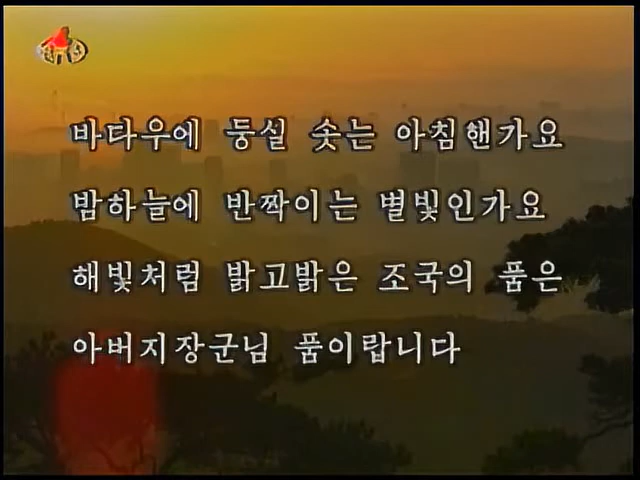 바다우에 둥실 솟는 아침핸가요
밤하늘에 반짝이는 별빛인가요
해빛처럼 밝고밝은 조국의 품은
아버지장군님 품이랍니다